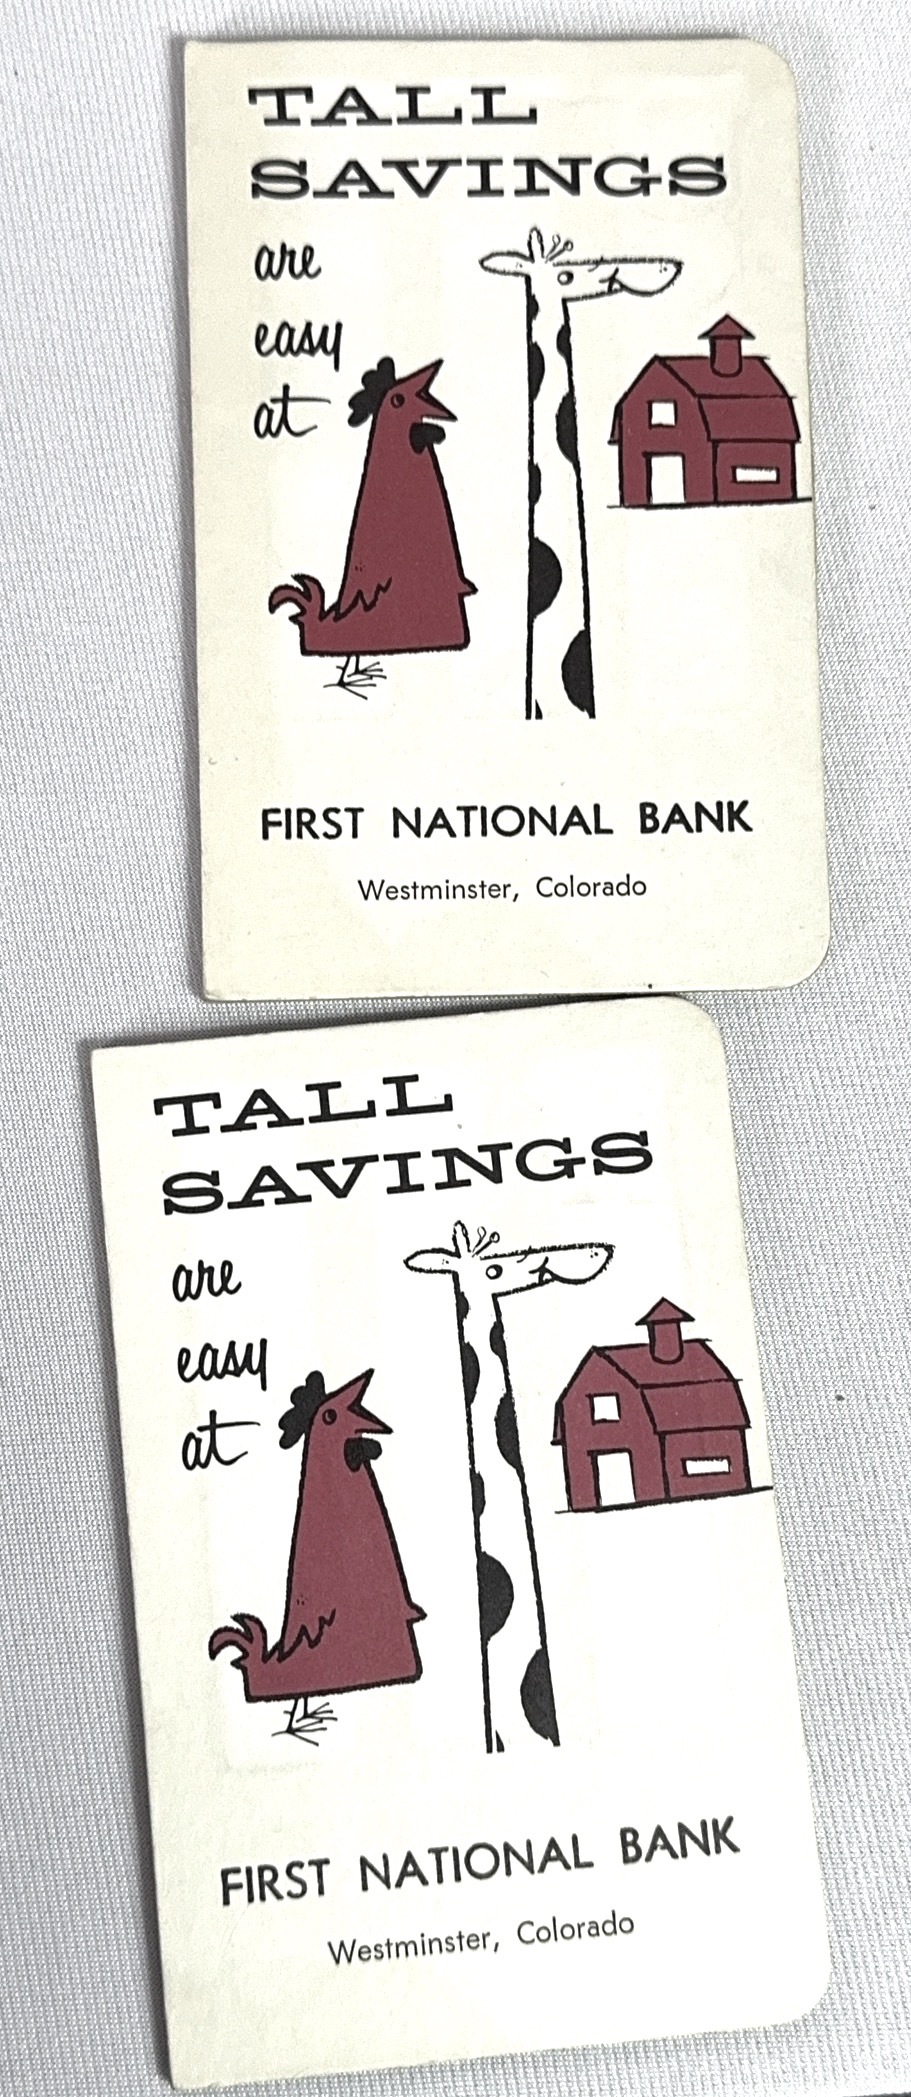 TALL
SAVINGS
are
easy
at
FIRST NATIONAL BANK
Westminster, Colorado
TALL
SAVINGS
are
easy
at
FIRST NATIONAL BANK
Westminster, Colorado